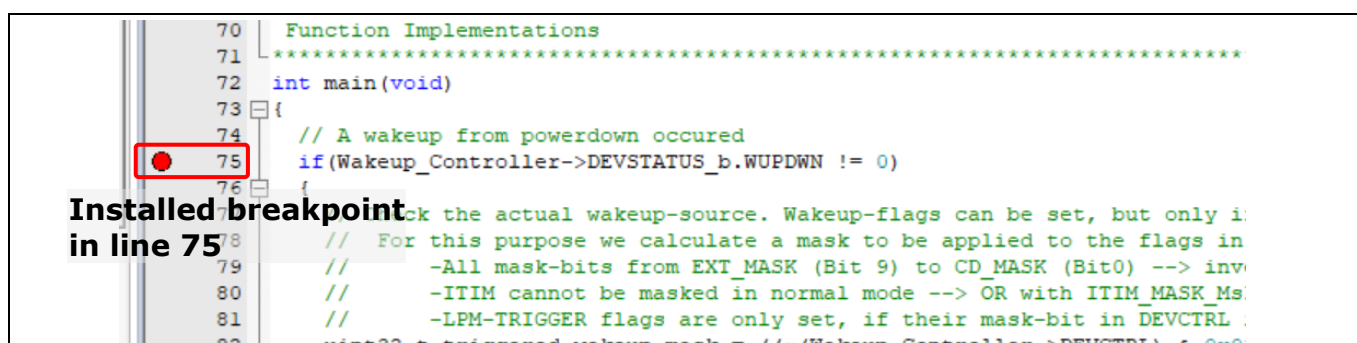 70 Function Implementations
71 ******************************************************************************
72 int main(void)
73 {
74 // A wakeup from powerdown occured
75 if(Wakeup_Controller->DEVSTATUS_b.WUPDWN != 0)
76 {
Installed breakpoint
in line 75
ck the actual wakeup-source. Wakeup-flags can be set, but only i
78 // For this purpose we calculate a mask to be applied to the flags in
79 // -All mask-bits from EXT_MASK (Bit 9) to CD_MASK (Bit0) --> inv
80 // -ITIM cannot be masked in normal mode --> OR with ITIM_MASK_Ms
81 // -LPM-TRIGGER flags are only set, if their mask-bit in DEVCTRL